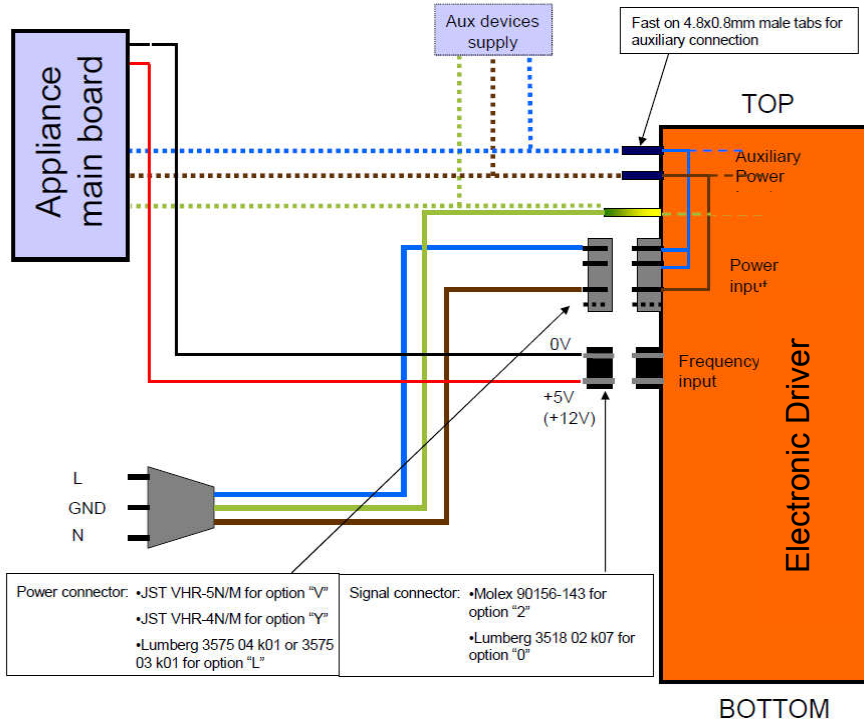 Aux devices
supply
Fast on 4.8x0.8mm male tabs for
auxiliary connection
Appliance
main board
TOP
Auxiliary
Power
Power
input
0V
Frequency
input
+5V
(+12V)
Electronic Driver
L
GND
N
Power connector: •JST VHR-5N/M for option “V”
•JST VHR-4N/M for option “Y”
•Lumberg 3575 04 k01 or 3575
03 k01 for option “L”
Signal connector: •Molex 90156-143 for
option “2”
•Lumberg 3518 02 k07 for
option “0”
BOTTOM